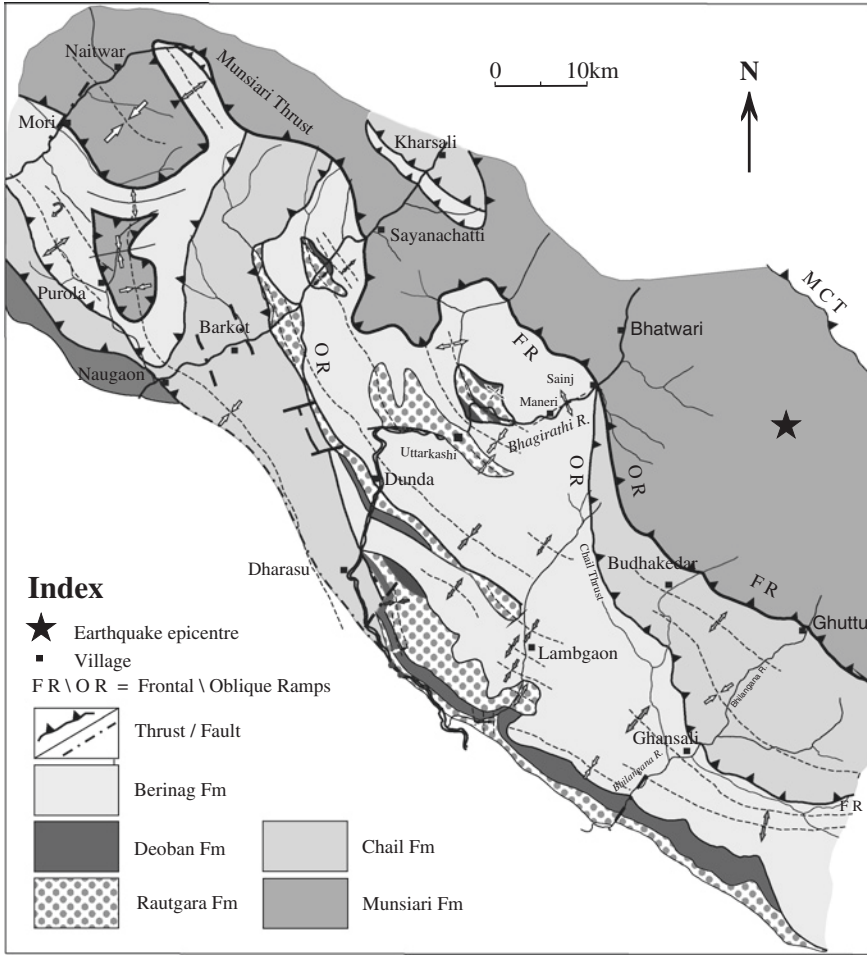 Naitwar
Munsiari Thrust
0 10km
N
Mori
Kharsali
Sayanachatti
MCT
Purola
Barkot
OR
FR
Bhatwari
Naugaon
Sainj
Maneri
Bhagirathi R.
Uttarkashi
OR
OR
Dunda
Dharasu
Chail Thrust
Budhakedar
FR
Ghuttu
Lambgaon
Bhilangana R.
Ghansali
Bhilangana R.
FR
Index
Earthquake epicentre
Village
F R \ O R = Frontal \ Oblique Ramps
Thrust / Fault
Berinag Fm
Deoban Fm
Chail Fm
Rautgara Fm
Munsiari Fm